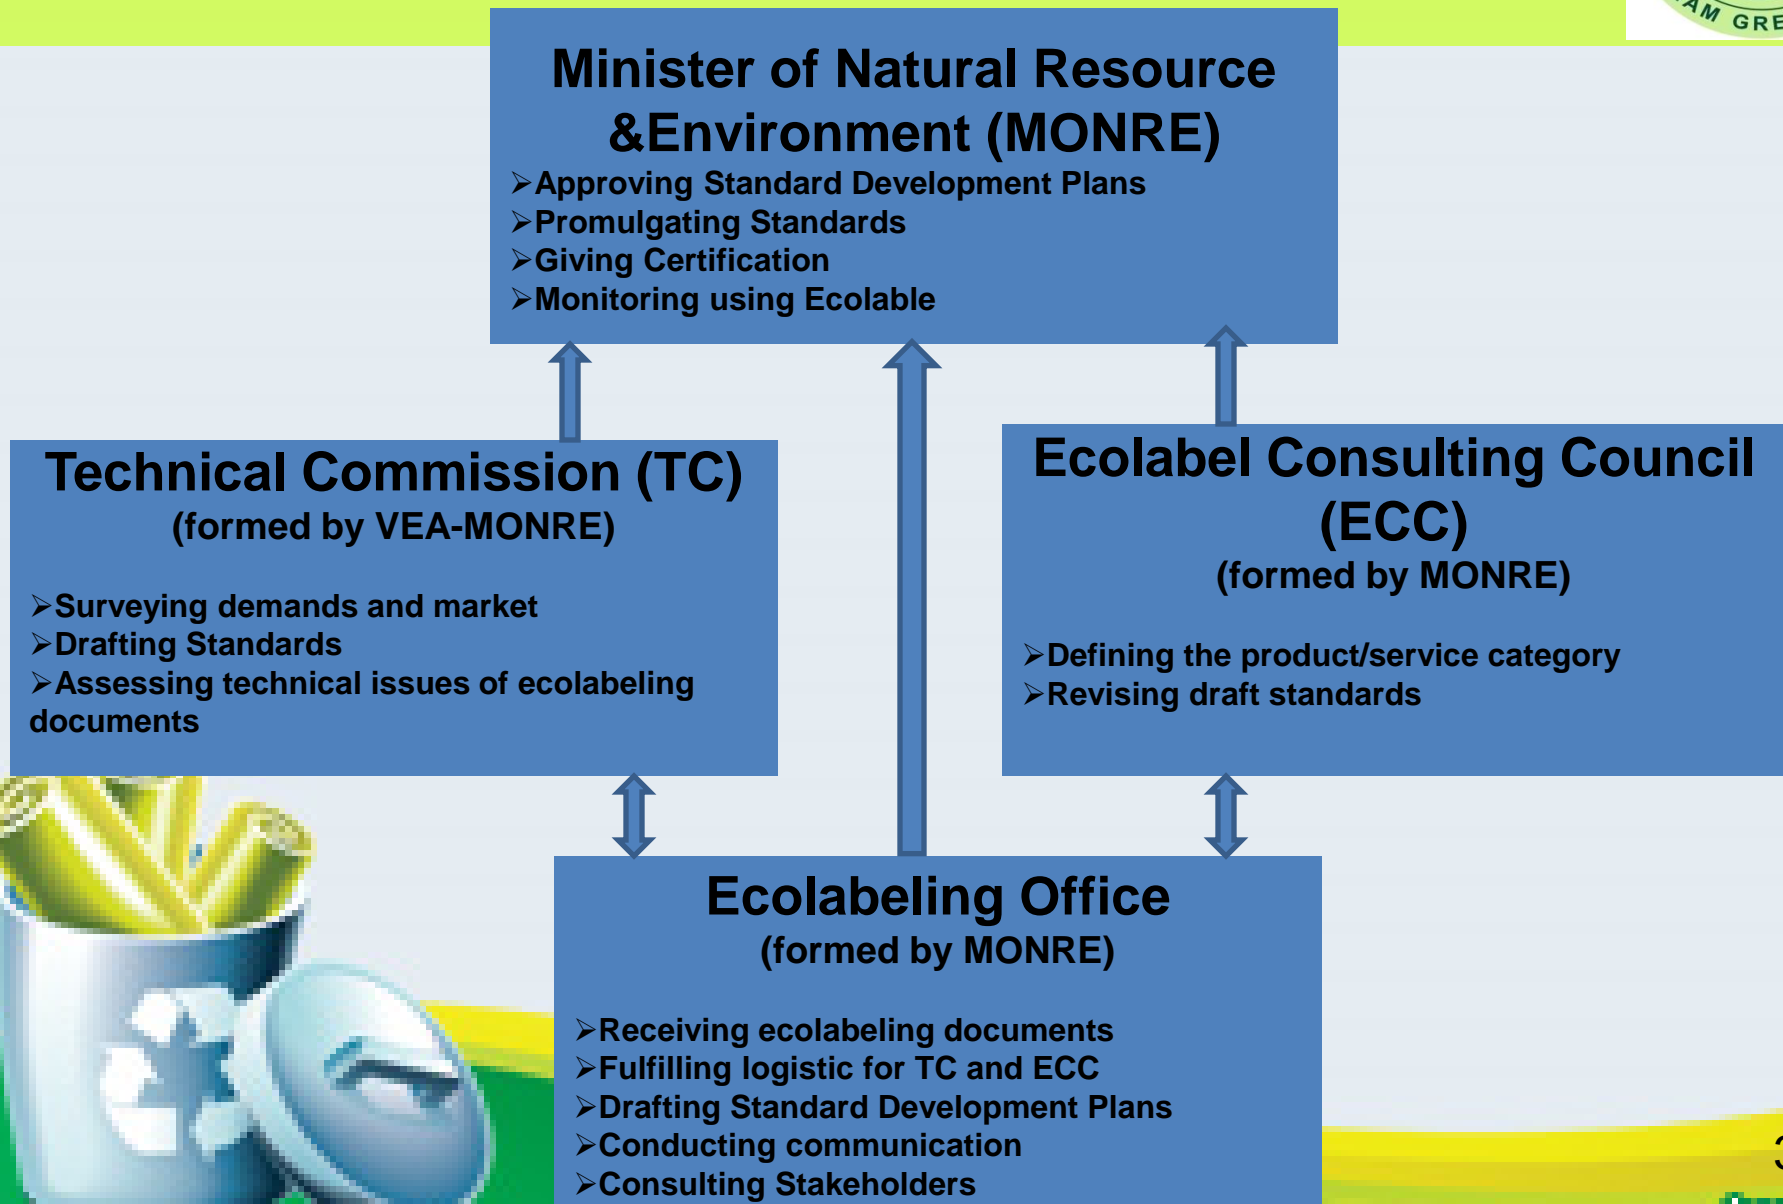 GRE
Minister of Natural Resource
&Environment (MONRE)
➢Approving Standard Development Plans
➢Promulgating Standards
➢Giving Certification
➢Monitoring using Ecolable
Technical Commission (TC)
(formed by VEA-MONRE)
➢Surveying demands and market
➢Drafting Standards
➢Assessing technical issues of ecolabeling
documents
Ecolabel Consulting Council
(ECC)
(formed by MONRE)
➢Defining the product/service category
➢Revising draft standards
Ecolabeling Office
(formed by MONRE)
➢Receiving ecolabeling documents
➢Fulfilling logistic for TC and ECC
➢Drafting Standard Development Plans
➢Conducting communication
➢Consulting Stakeholders